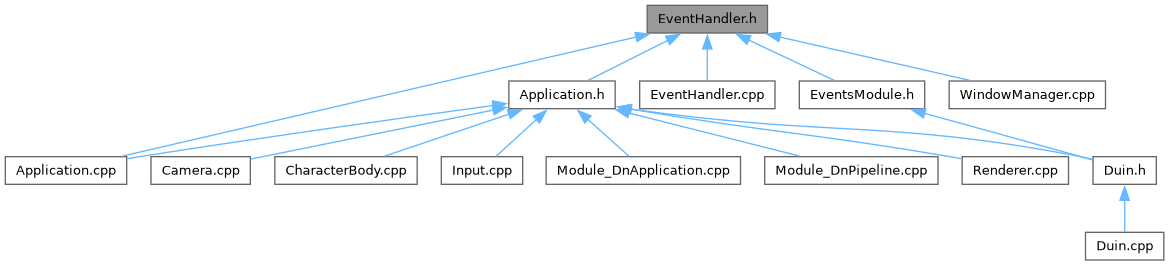 EventHandler.h
Application.h
EventHandler.cpp
EventsModule.h
WindowManager.cpp
Application.cpp
Camera.cpp
CharacterBody.cpp
Input.cpp
Module_DnApplication.cpp
Module_DnPipeline.cpp
Renderer.cpp
Duin.h
Duin.cpp